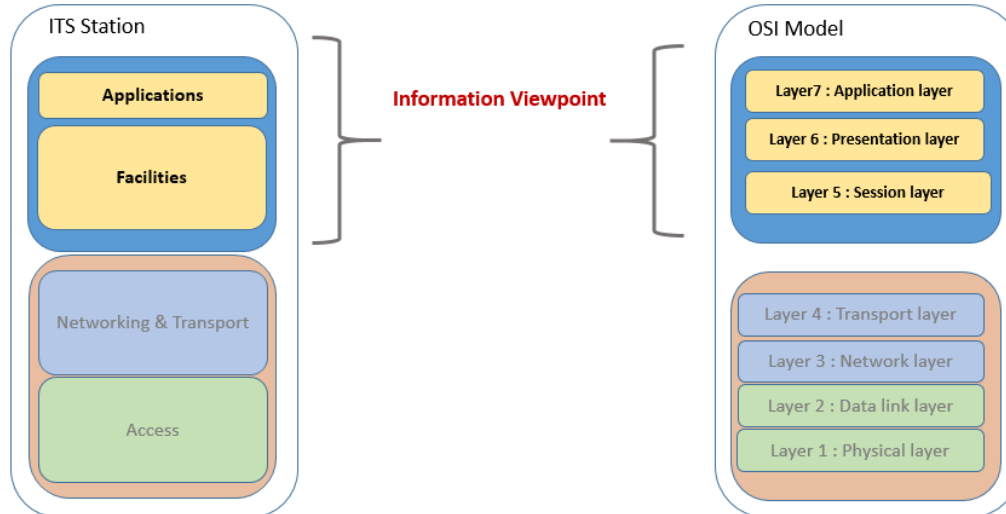 ITS Station
Applications
Facilities
Networking & Transport
Access
Information Viewpoint
OSI Model
Layer7 : Application layer
Layer 6 : Presentation layer
Layer 5 : Session layer
Layer 4 : Transport layer
Layer 3 : Network layer
Layer 2 : Data link layer
Layer 1 : Physical layer